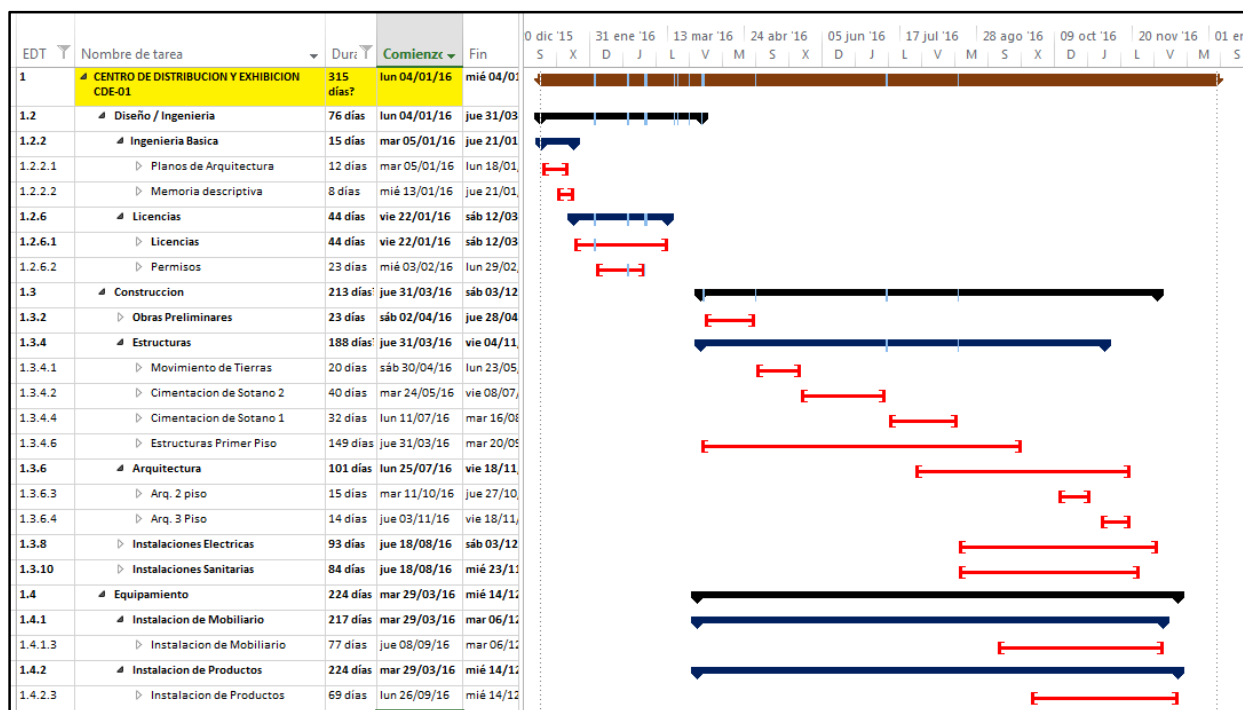 0 dic '15 31 ene '16 13 mar '16 24 abr '16 05 jun '16 17 jul '16 28 ago '16 09 oct '16 20 nov '16 01 en
EDT Nombre de tarea Dura Comienzo Fin S X D J L V M S X D J L V M S X D J L V M S
1 CENTRO DE DISTRIBUCION Y EXHIBICION 315 lun 04/01/16 mié 04/01
CDE-01 días?
1.2 Diseño / Ingenieria 76 días lun 04/01/16 jue 31/03
1.2.2 Ingenieria Basica 15 días mar 05/01/16 jue 21/01
1.2.2.1 Planos de Arquitectura 12 días mar 05/01/16 lun 18/01,
1.2.2.2 Memoria descriptiva 8 días mié 13/01/16 jue 21/01,
1.2.6 Licencias 44 días vie 22/01/16 sáb 12/03
1.2.6.1 Licencias 44 días vie 22/01/16 sáb 12/03
1.2.6.2 Permisos 23 días mié 03/02/16 lun 29/02,
1.3 Construccion 213 días? jue 31/03/16 sáb 03/12
1.3.2 Obras Preliminares 23 días sáb 02/04/16 jue 28/04
1.3.4 Estructuras 188 días? jue 31/03/16 vie 04/11,
1.3.4.1 Movimiento de Tierras 20 días sáb 30/04/16 lun 23/05,
1.3.4.2 Cimentacion de Sotano 2 40 días mar 24/05/16 vie 08/07,
1.3.4.4 Cimentacion de Sotano 1 32 días lun 11/07/16 mar 16/08
1.3.4.6 Estructuras Primer Piso 149 días jue 31/03/16 mar 20/09
1.3.6 Arquitectura 101 días lun 25/07/16 vie 18/11,
1.3.6.3 Arq. 2 piso 15 días mar 11/10/16 jue 27/10,
1.3.6.4 Arq. 3 Piso 14 días jue 03/11/16 vie 18/11,
1.3.8 Instalaciones Electricas 93 días jue 18/08/16 sáb 03/12
1.3.10 Instalaciones Sanitarias 84 días jue 18/08/16 mié 23/11
1.4 Equipamiento 224 días mar 29/03/16 mié 14/12
1.4.1 Instalacion de Mobiliario 217 días mar 29/03/16 mar 06/12
1.4.1.3 Instalacion de Mobiliario 77 días jue 08/09/16 mar 06/12
1.4.2 Instalacion de Productos 224 días mar 29/03/16 mié 14/12
1.4.2.3 Instalacion de Productos 69 días lun 26/09/16 mié 14/12